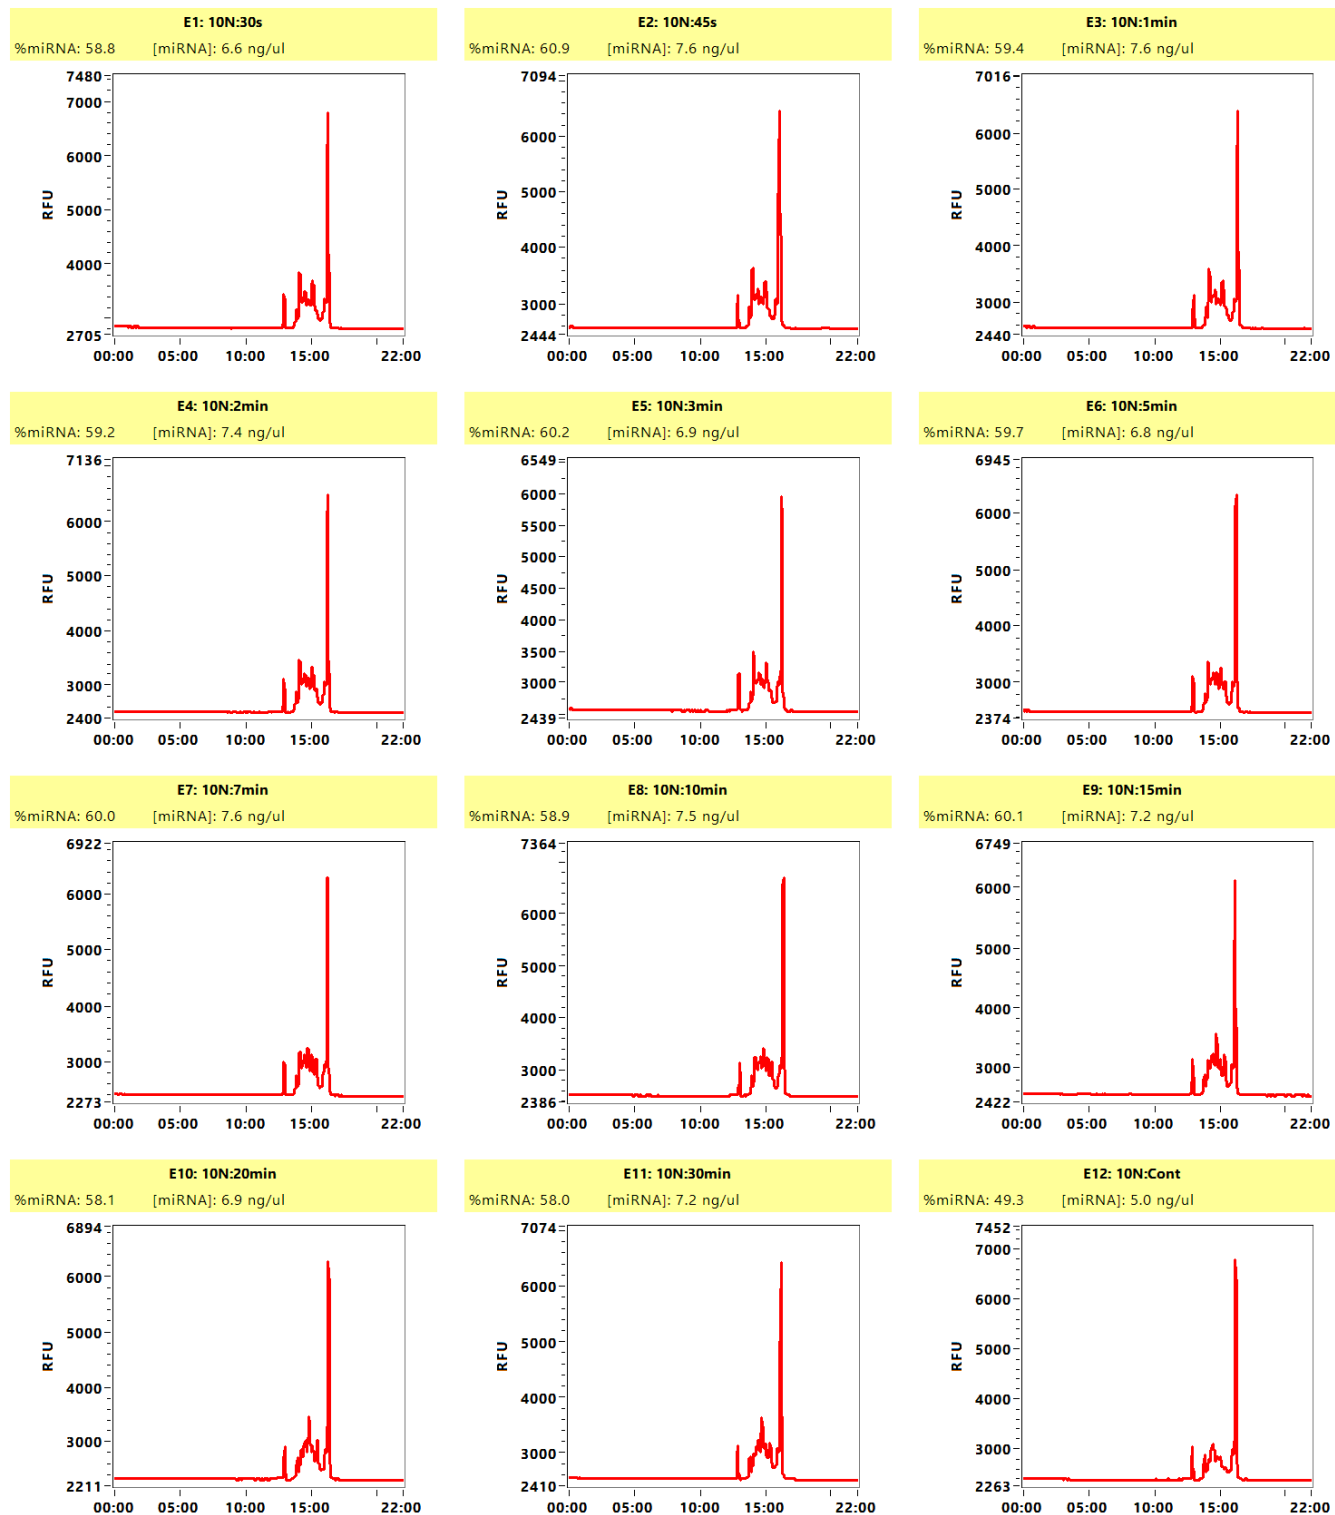 E1: 10N:30s
%miRNA: 58.8 [miRNA]: 6.6 ng/ul
7480
7000
6000
5000
4000
2705
RFU
00:00 05:00 10:00 15:00 22:00
E2: 10N:45s
%miRNA: 60.9 [miRNA]: 7.6 ng/ul
7094
6000
5000
4000
3000
2444
RFU
00:00 05:00 10:00 15:00 22:00
E3: 10N:1min
%miRNA: 59.4 [miRNA]: 7.6 ng/ul
7016
6000
5000
4000
3000
2440
RFU
00:00 05:00 10:00 15:00 22:00
E4: 10N:2min
%miRNA: 59.2 [miRNA]: 7.4 ng/ul
7136
6000
5000
4000
3000
2400
RFU
00:00 05:00 10:00 15:00 22:00
E5: 10N:3min
%miRNA: 60.2 [miRNA]: 6.9 ng/ul
6549
6000
5500
5000
4500
4000
3500
3000
2439
RFU
00:00 05:00 10:00 15:00 22:00
E6: 10N:5min
%miRNA: 59.7 [miRNA]: 6.8 ng/ul
6945
6000
5000
4000
3000
2374
RFU
00:00 05:00 10:00 15:00 22:00
E7: 10N:7min
%miRNA: 60.0 [miRNA]: 7.6 ng/ul
6922
6000
5000
4000
3000
2273
RFU
00:00 05:00 10:00 15:00 22:00
E8: 10N:10min
%miRNA: 58.9 [miRNA]: 7.5 ng/ul
7364
6000
5000
4000
3000
2386
RFU
00:00 05:00 10:00 15:00 22:00
E9: 10N:15min
%miRNA: 60.1 [miRNA]: 7.2 ng/ul
6749
6000
5000
4000
3000
2422
RFU
00:00 05:00 10:00 15:00 22:00
E10: 10N:20min
%miRNA: 58.1 [miRNA]: 6.9 ng/ul
6894
6000
5000
4000
3000
2211
RFU
00:00 05:00 10:00 15:00 22:00
E11: 10N:30min
%miRNA: 58.0 [miRNA]: 7.2 ng/ul
7074
6000
5000
4000
3000
2410
RFU
00:00 05:00 10:00 15:00 22:00
E12: 10N:Cont
%miRNA: 49.3 [miRNA]: 5.0 ng/ul
7452
7000
6000
5000
4000
3000
2263
RFU
00:00 05:00 10:00 15:00 22:00